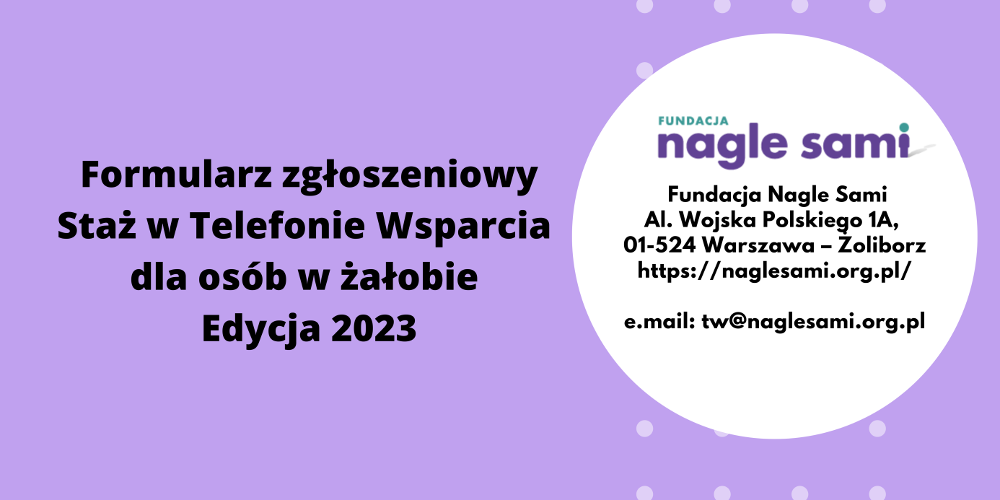 Formularz zgłoszeniowy
Staż w Telefonie Wsparcia
dla osób w żałobie
Edycja 2023
FUNDACJA
nagle sami
Fundacja Nagle Sami
Al. Wojska Polskiego 1A,
01-524 Warszawa – Żoliborz
https://naglesami.org.pl/
e.mail: tw@naglesami.org.pl